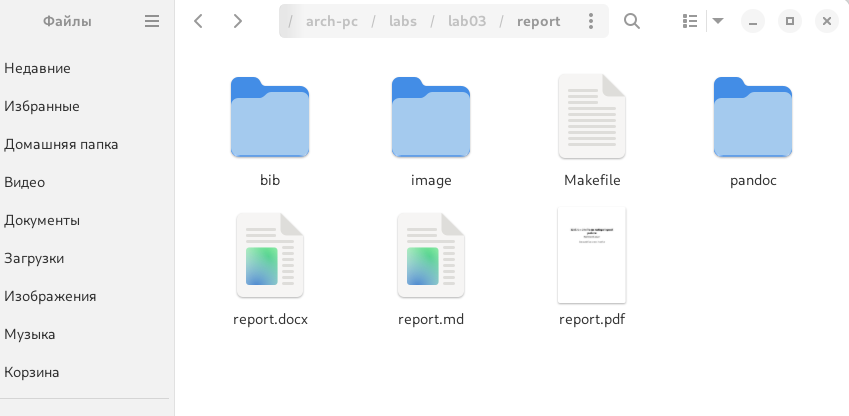 Файлы
/ arch-pc / labs / lab03 / report
Недавние
Избранные
Домашняя папка
Видео
Документы
Загрузки
Изображения
Музыка
Корзина
bib
image
Makefile
pandoc
report.docx
report.md
report.pdf